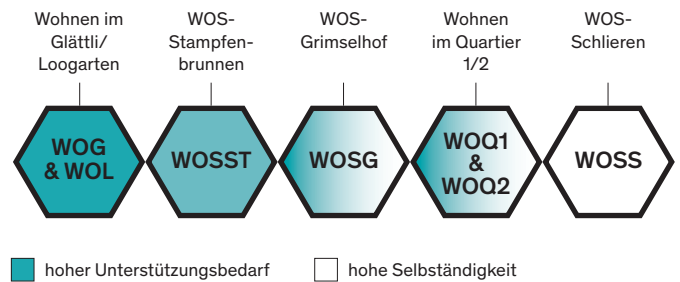 Wohnen im
Glättli/
Loogarten
WOS-
Stampfen-
brunnen
WOS-
Grimselhof
Wohnen
im Quartier
1/2
WOS-
Schlieren
WOG
& WOL
WOSST
WOSG
WOQ1
&
WOQ2
WOSS
hoher Unterstützungsbedarf
hohe Selbständigkeit